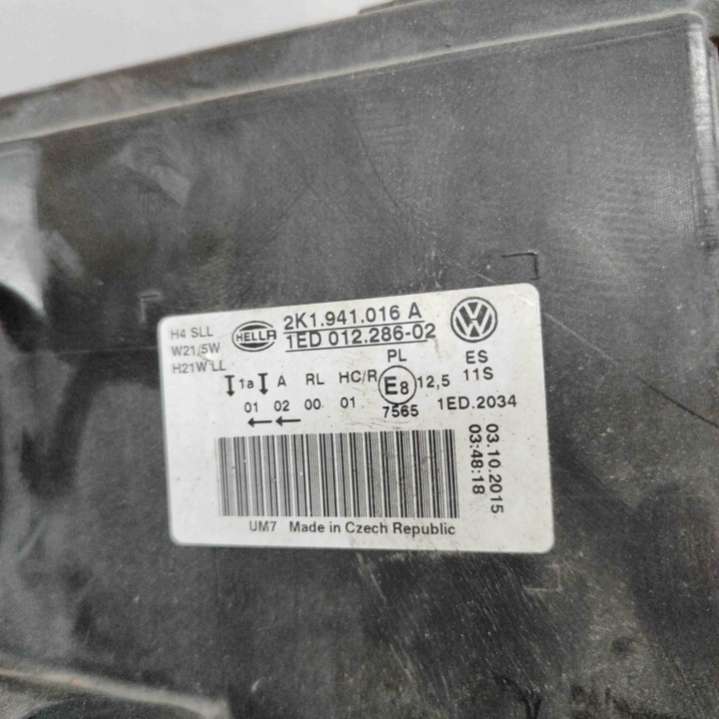 H4 SLL
W21/5W
H21W LL
HELLA
2K1.941.016 A
1ED 012.286-02
VW
PL
ES
1a A RL HC/R E8 12,5 11S
01 02 00 01 7565 1ED.2034
03.10.2015
03:48:18
UM7 Made in Czech Republic